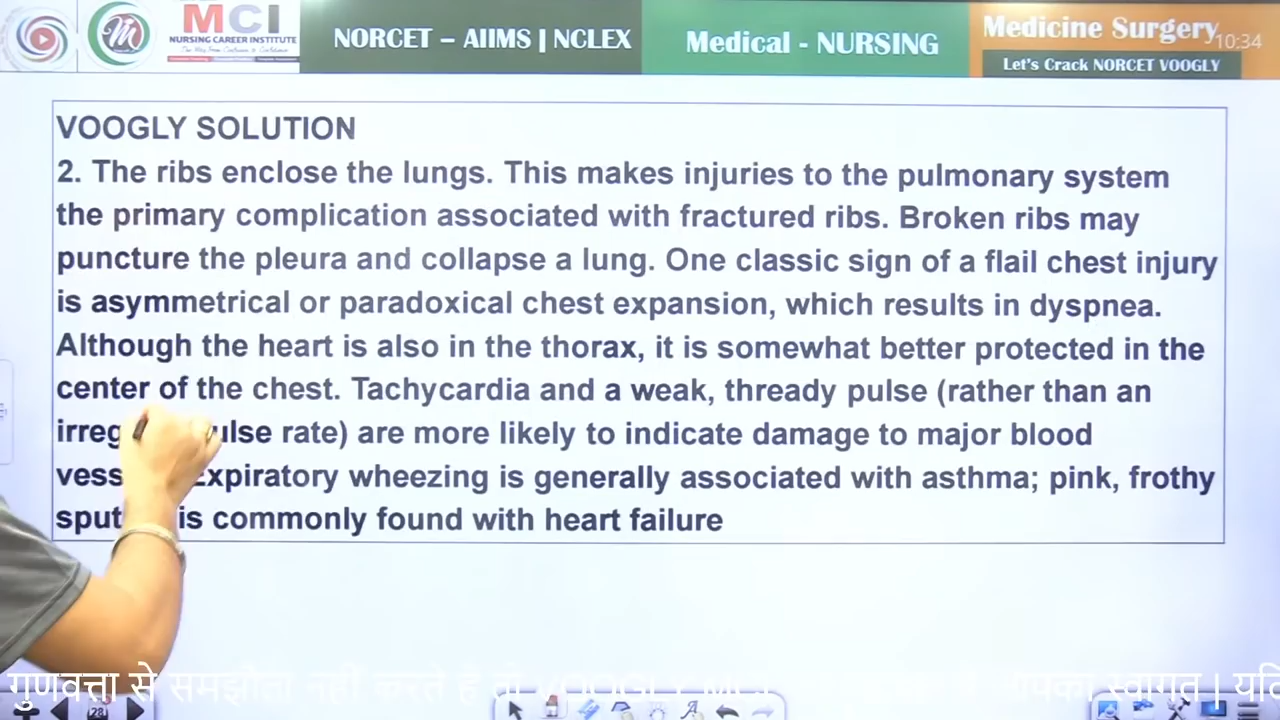 MCI
NURSING CAREER INSTITUTE
NORCET – AIIMS | NCLEX
Medical - NURSING
Medicine Surgery
10:34
Let's Crack NORCET VOOGLY
VOOGLY SOLUTION
2. The ribs enclose the lungs. This makes injuries to the pulmonary system
the primary complication associated with fractured ribs. Broken ribs may
puncture the pleura and collapse a lung. One classic sign of a flail chest injury
is asymmetrical or paradoxical chest expansion, which results in dyspnea.
Although the heart is also in the thorax, it is somewhat better protected in the
center of the chest. Tachycardia and a weak, thready pulse (rather than an
rate) are more likely to indicate damage to major blood
Expiratory wheezing is generally associated with asthma; pink, frothy
is commonly found with heart failure
गुणवत्ता से समझौता नहीं करते हैं तो
स्वागत |
28